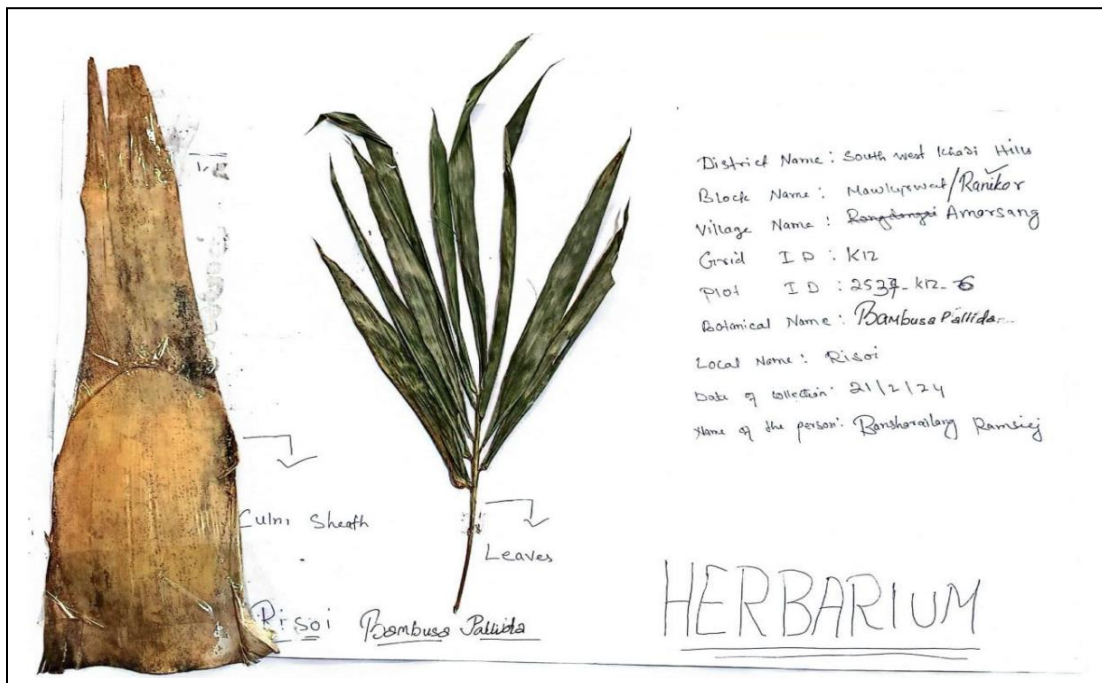 District Name : South west Khasi Hills
Block Name : Mawkyrwat/Ranikor
Village Name : Amarsang
Grid ID : K12
Plot ID : 2537-K12-6
Botanical Name : Bambusa Pallida
Local Name : Risoi
Date of collection: 21/2/24
Name of the person: Ramsiej
Culm Sheath
Leaves
Risoi Bambusa Pallida
HERBARIUM